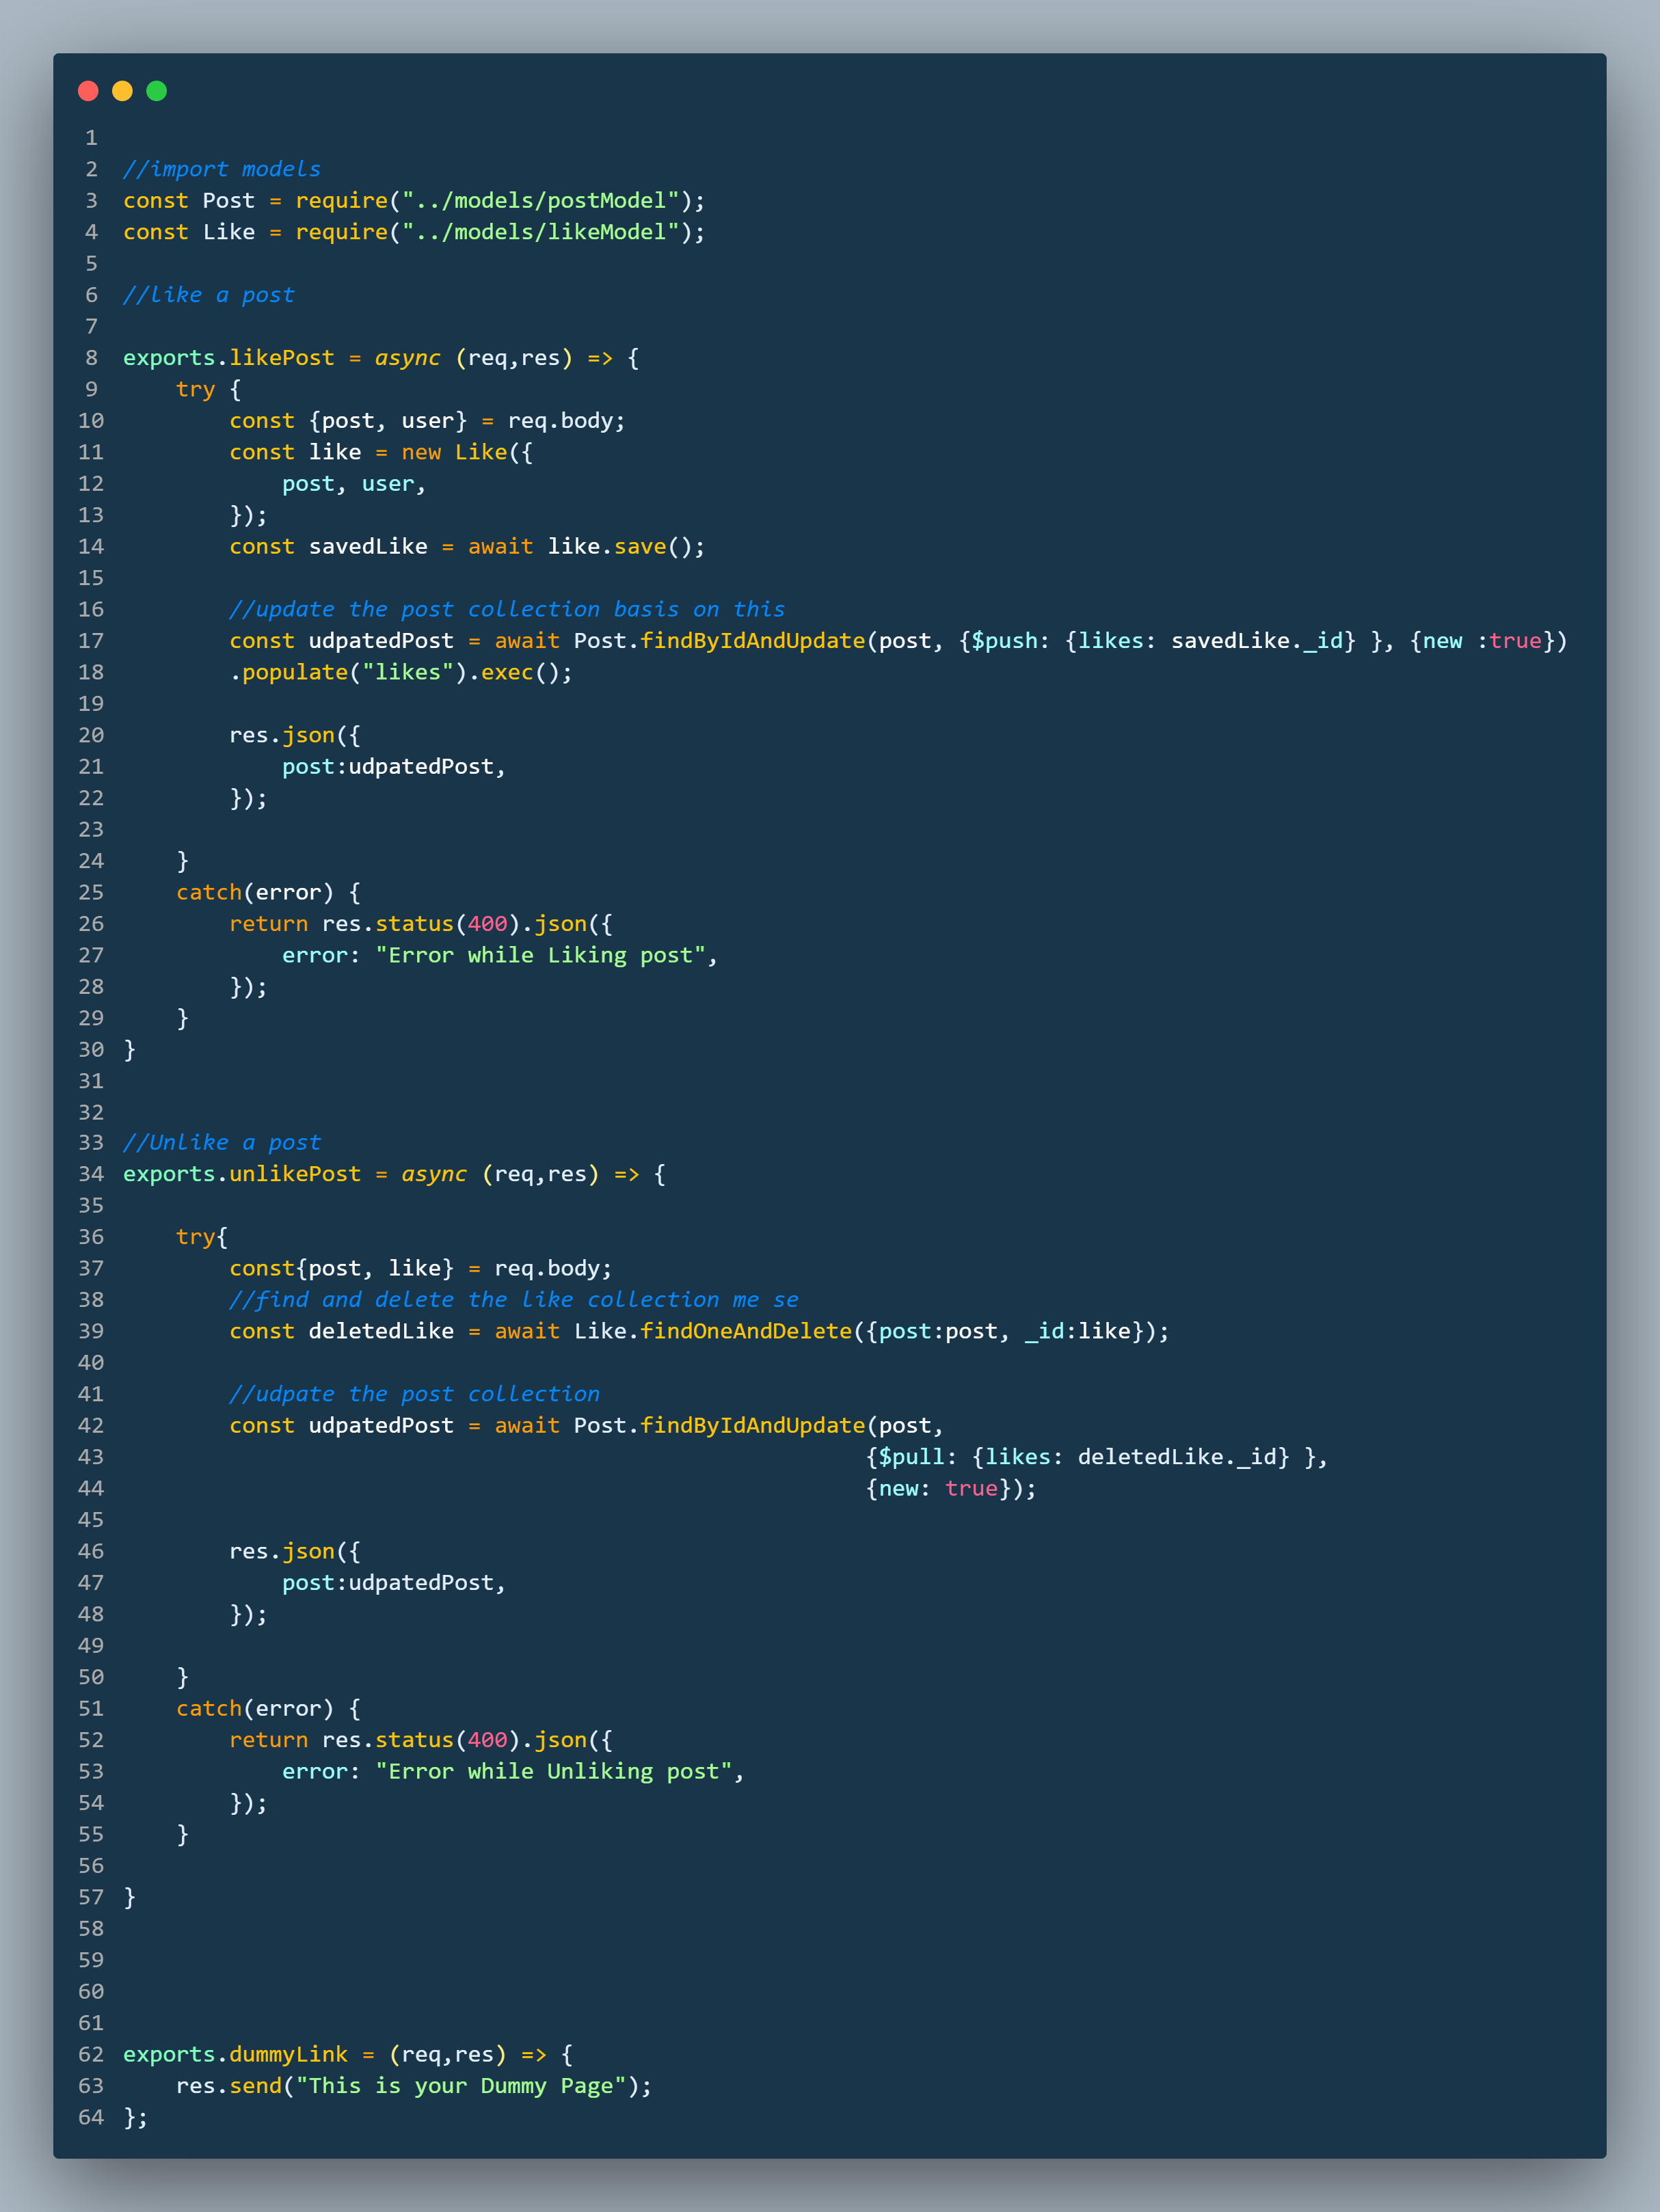 1
2 //import models
3 const Post = require("../models/postModel");
4 const Like = require("../models/likeModel");
5
6 //like a post
7
8 exports.likePost = async (req,res) => {
9     try {
10         const {post, user} = req.body;
11         const like = new Like({
12             post, user,
13         });
14         const savedLike = await like.save();
15
16         //update the post collection basis on this
17         const udpatedPost = await Post.findByIdAndUpdate(post, {$push: {likes: savedLike._id} }, {new :true})
18         .populate("likes").exec();
19
20         res.json({
21             post:udpatedPost,
22         });
23
24     }
25     catch(error) {
26         return res.status(400).json({
27             error: "Error while Liking post",
28         });
29     }
30 }
31
32
33 //Unlike a post
34 exports.unlikePost = async (req,res) => {
35
36     try{
37         const{post, like} = req.body;
38         //find and delete the like collection me se
39         const deletedLike = await Like.findOneAndDelete({post:post, _id:like});
40
41         //udpate the post collection
42         const udpatedPost = await Post.findByIdAndUpdate(post,
43                                                         {$pull: {likes: deletedLike._id} },
44                                                         {new: true});
45
46         res.json({
47             post:udpatedPost,
48         });
49
50     }
51     catch(error) {
52         return res.status(400).json({
53             error: "Error while Unliking post",
54         });
55     }
56
57 }
58
59
60
61
62 exports.dummyLink = (req,res) => {
63     res.send("This is your Dummy Page");
64 };